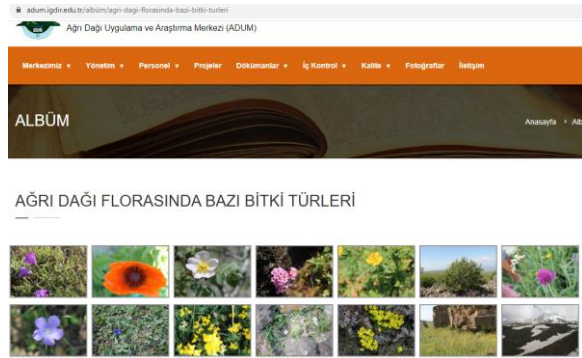 adum.igdir.edu.tr/album/agri-dagi-florasinda-bazi-bitki-turleri
Ağrı Dağı Uygulama ve Araştırma Merkezi (ADUM)
Merkezimiz Yönetim Personel Projeler Dökümanlar İç Kontrol Kalite Fotoğraflar İletişim
ALBÜM
Anasayfa > Alb
AĞRI DAĞI FLORASINDA BAZI BİTKİ TÜRLERİ